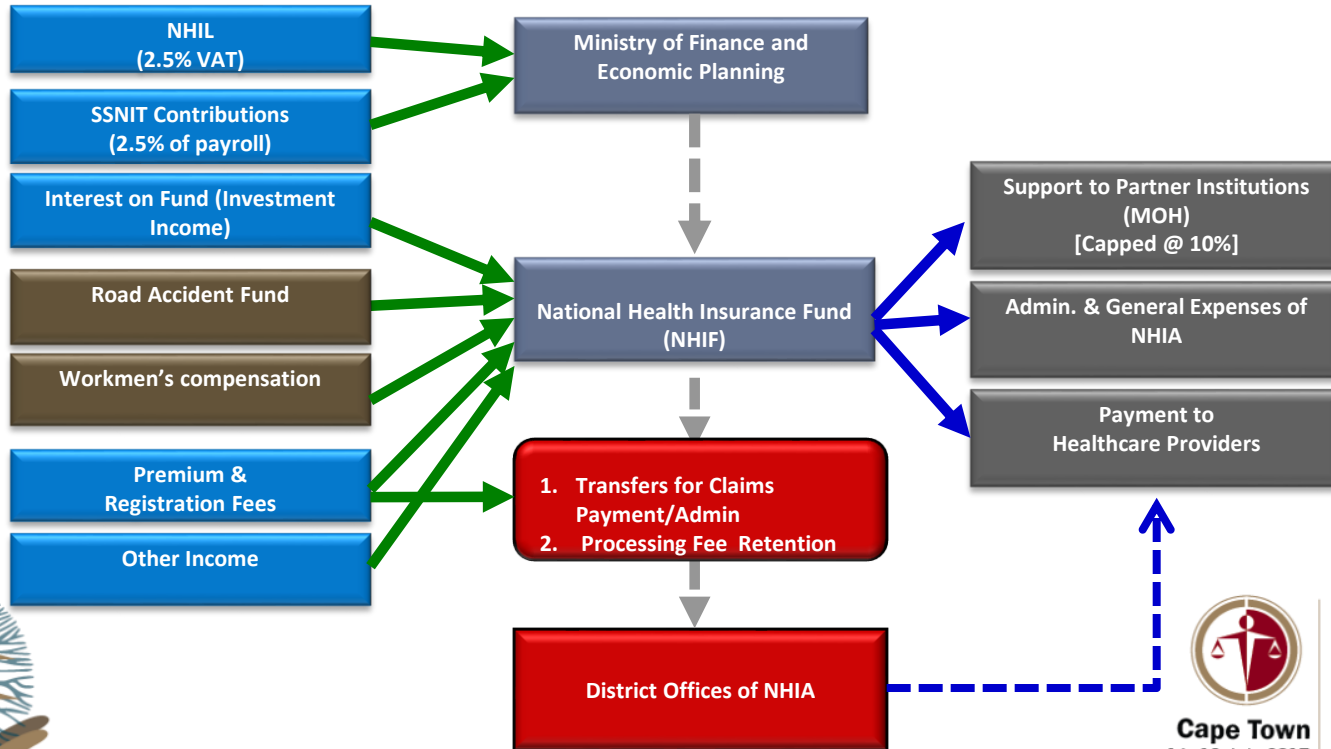 NHIL
(2.5% VAT)
SSNIT Contributions
(2.5% of payroll)
Interest on Fund (Investment
Income)
Road Accident Fund
Workmen's compensation
Premium &
Registration Fees
Other Income
Ministry of Finance and
Economic Planning
National Health Insurance Fund
(NHIF)
1. Transfers for Claims
Payment/Admin
2. Processing Fee Retention
District Offices of NHIA
Support to Partner Institutions
(MOH)
[Capped @ 10%]
Admin. & General Expenses of
NHIA
Payment to
Healthcare Providers
Cape Town